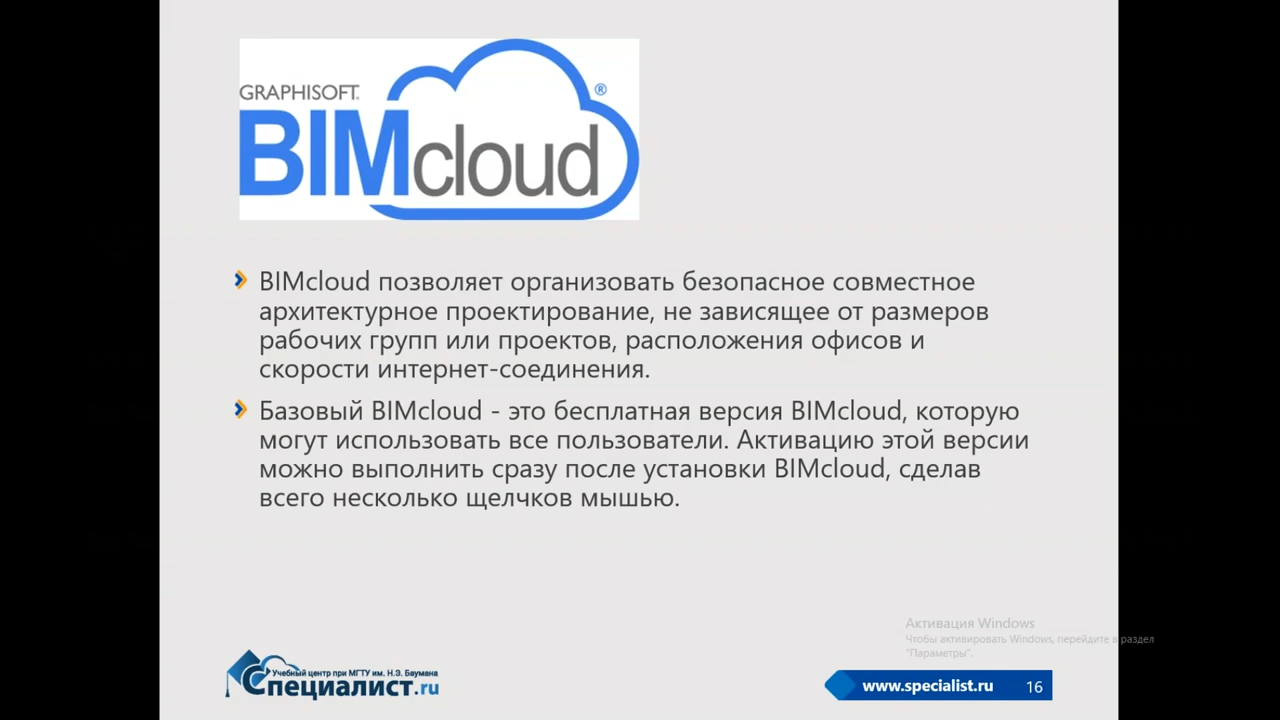 GRAPHISOFT.
BIMcloud®
BIMcloud позволяет организовать безопасное совместное
архитектурное проектирование, не зависящее от размеров
рабочих групп или проектов, расположения офисов и
скорости интернет-соединения.
Базовый BIMcloud - это бесплатная версия BIMcloud, которую
могут использовать все пользователи. Активацию этой версии
можно выполнить сразу после установки BIMcloud, сделав
всего несколько щелчков мышью.
Активация Windows
Чтобы активировать Windows, перейдите в раздел
"Параметры".
Учебный центр при МГТУ им. Н.Э. Баумана
Специалист.ru
www.specialist.ru 16